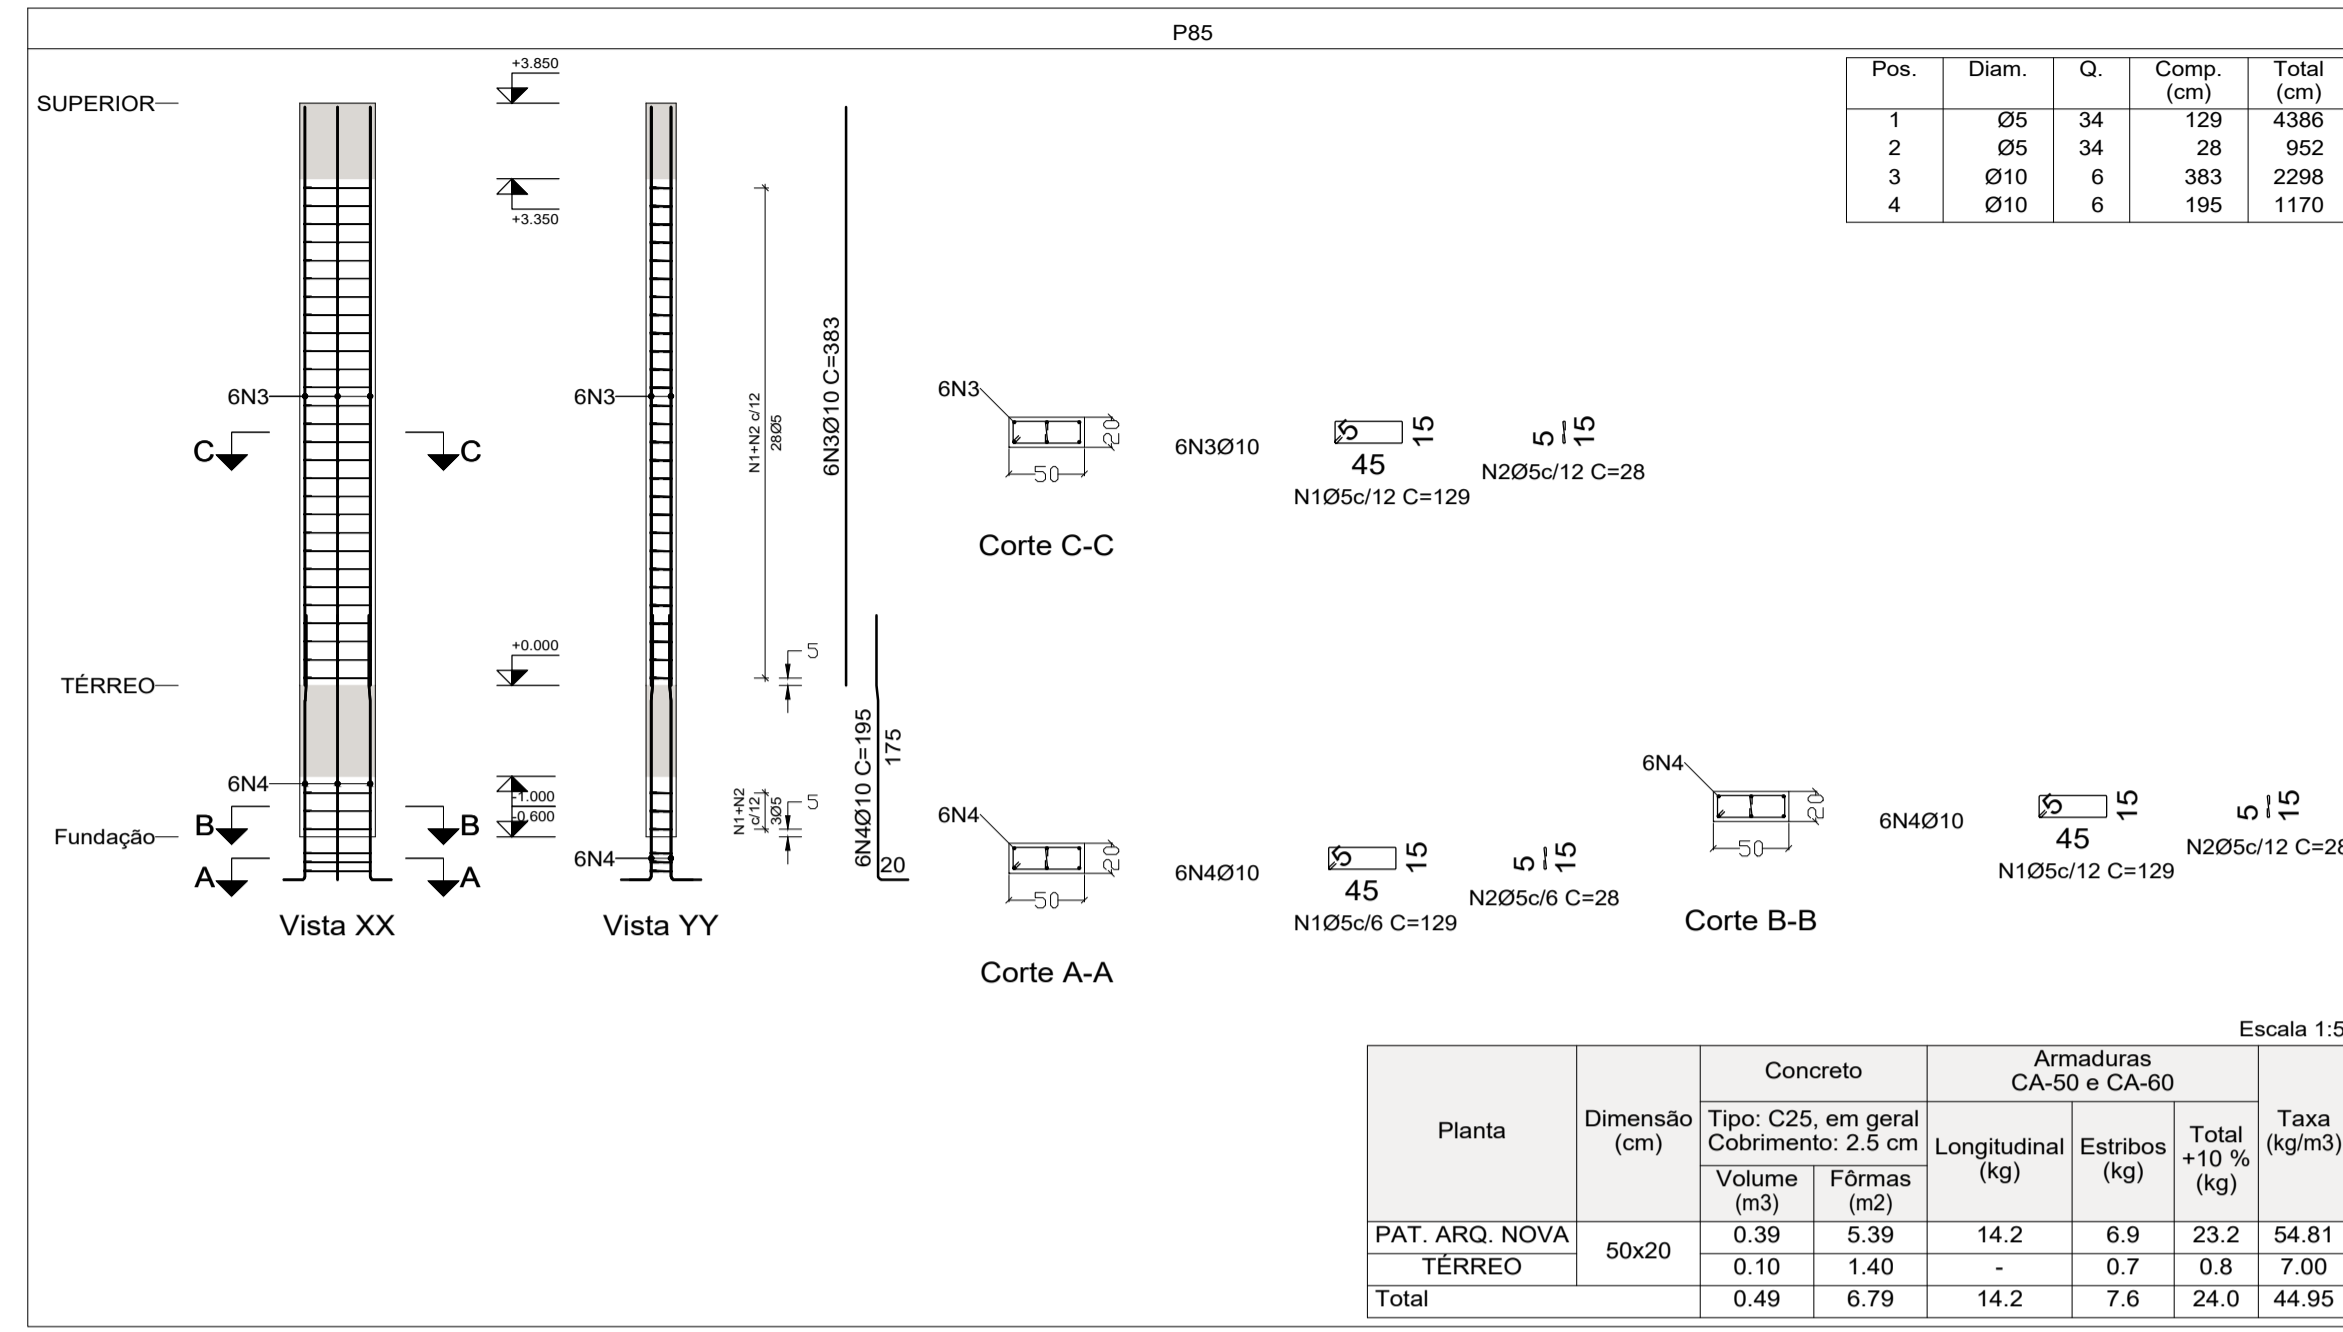 P85
Pos. Diam. Q. Comp. (cm) Total (cm)
1 Ø5 34 129 4386
2 Ø5 34 28 952
3 Ø10 6 383 2298
4 Ø10 6 195 1170
SUPERIOR
+3.850
+3.350
6N3
6N3
C C
N1+N2 c/12
28Ø5
6N3Ø10 C=383
6N3
20
50
6N3Ø10
5
15
45
N1Ø5c/12 C=129
5
15
N2Ø5c/12 C=28
Corte C-C
TÉRREO
+0.000
5
6N4
B B
-1.000
-0.600
Fundação
6N4
A A
N1+N2
c/12
3Ø5
5
6N4Ø10 C=195
175
20
Vista XX
Vista YY
6N4
20
50
6N4Ø10
5
15
45
N1Ø5c/6 C=129
5
15
N2Ø5c/6 C=28
Corte A-A
6N4
20
50
6N4Ø10
5
15
45
N1Ø5c/12 C=129
5
15
N2Ø5c/12 C=28
Corte B-B
Escala 1:5
Planta
Dimensão
(cm)
Concreto
Tipo: C25, em geral
Cobrimento: 2.5 cm
Volume
(m3)
Fôrmas
(m2)
Armaduras
CA-50 e CA-60
Longitudinal
(kg)
Estribos
(kg)
Total
+10 %
(kg)
Taxa
(kg/m3)
PAT. ARQ. NOVA 50x20 0.39 5.39 14.2 6.9 23.2 54.81
TÉRREO 0.10 1.40 - 0.7 0.8 7.00
Total 0.49 6.79 14.2 7.6 24.0 44.95